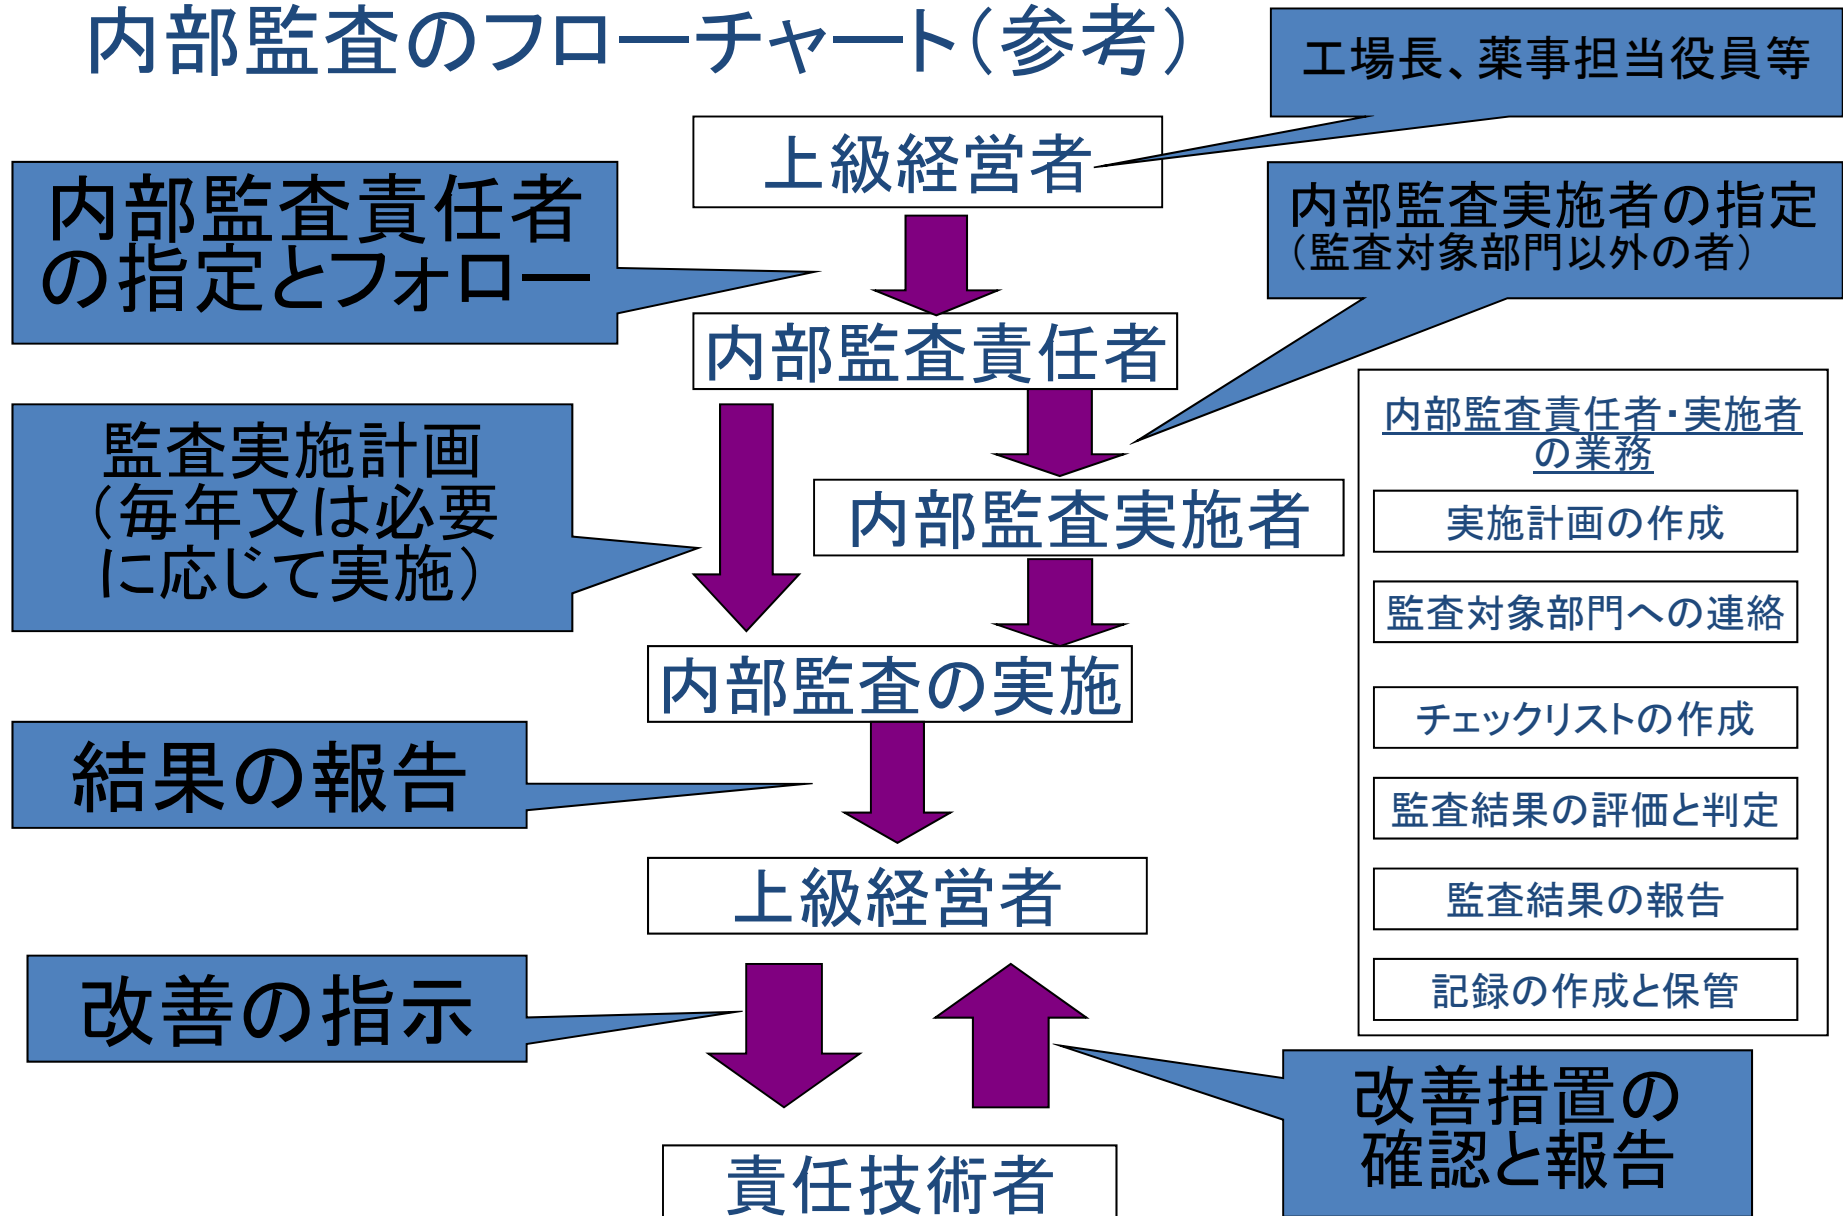 内部監査のフローチャート(参考)
工場長、薬事担当役員等
上級経営者
内部監査責任者
の指定とフォロー
内部監査実施者の指定
(監査対象部門以外の者)
内部監査責任者
監査実施計画
(毎年又は必要
に応じて実施)
内部監査実施者
内部監査の実施
結果の報告
上級経営者
改善の指示
改善措置の
確認と報告
責任技術者
内部監査責任者・実施者
の業務
実施計画の作成
監査対象部門への連絡
チェックリストの作成
監査結果の評価と判定
監査結果の報告
記録の作成と保管